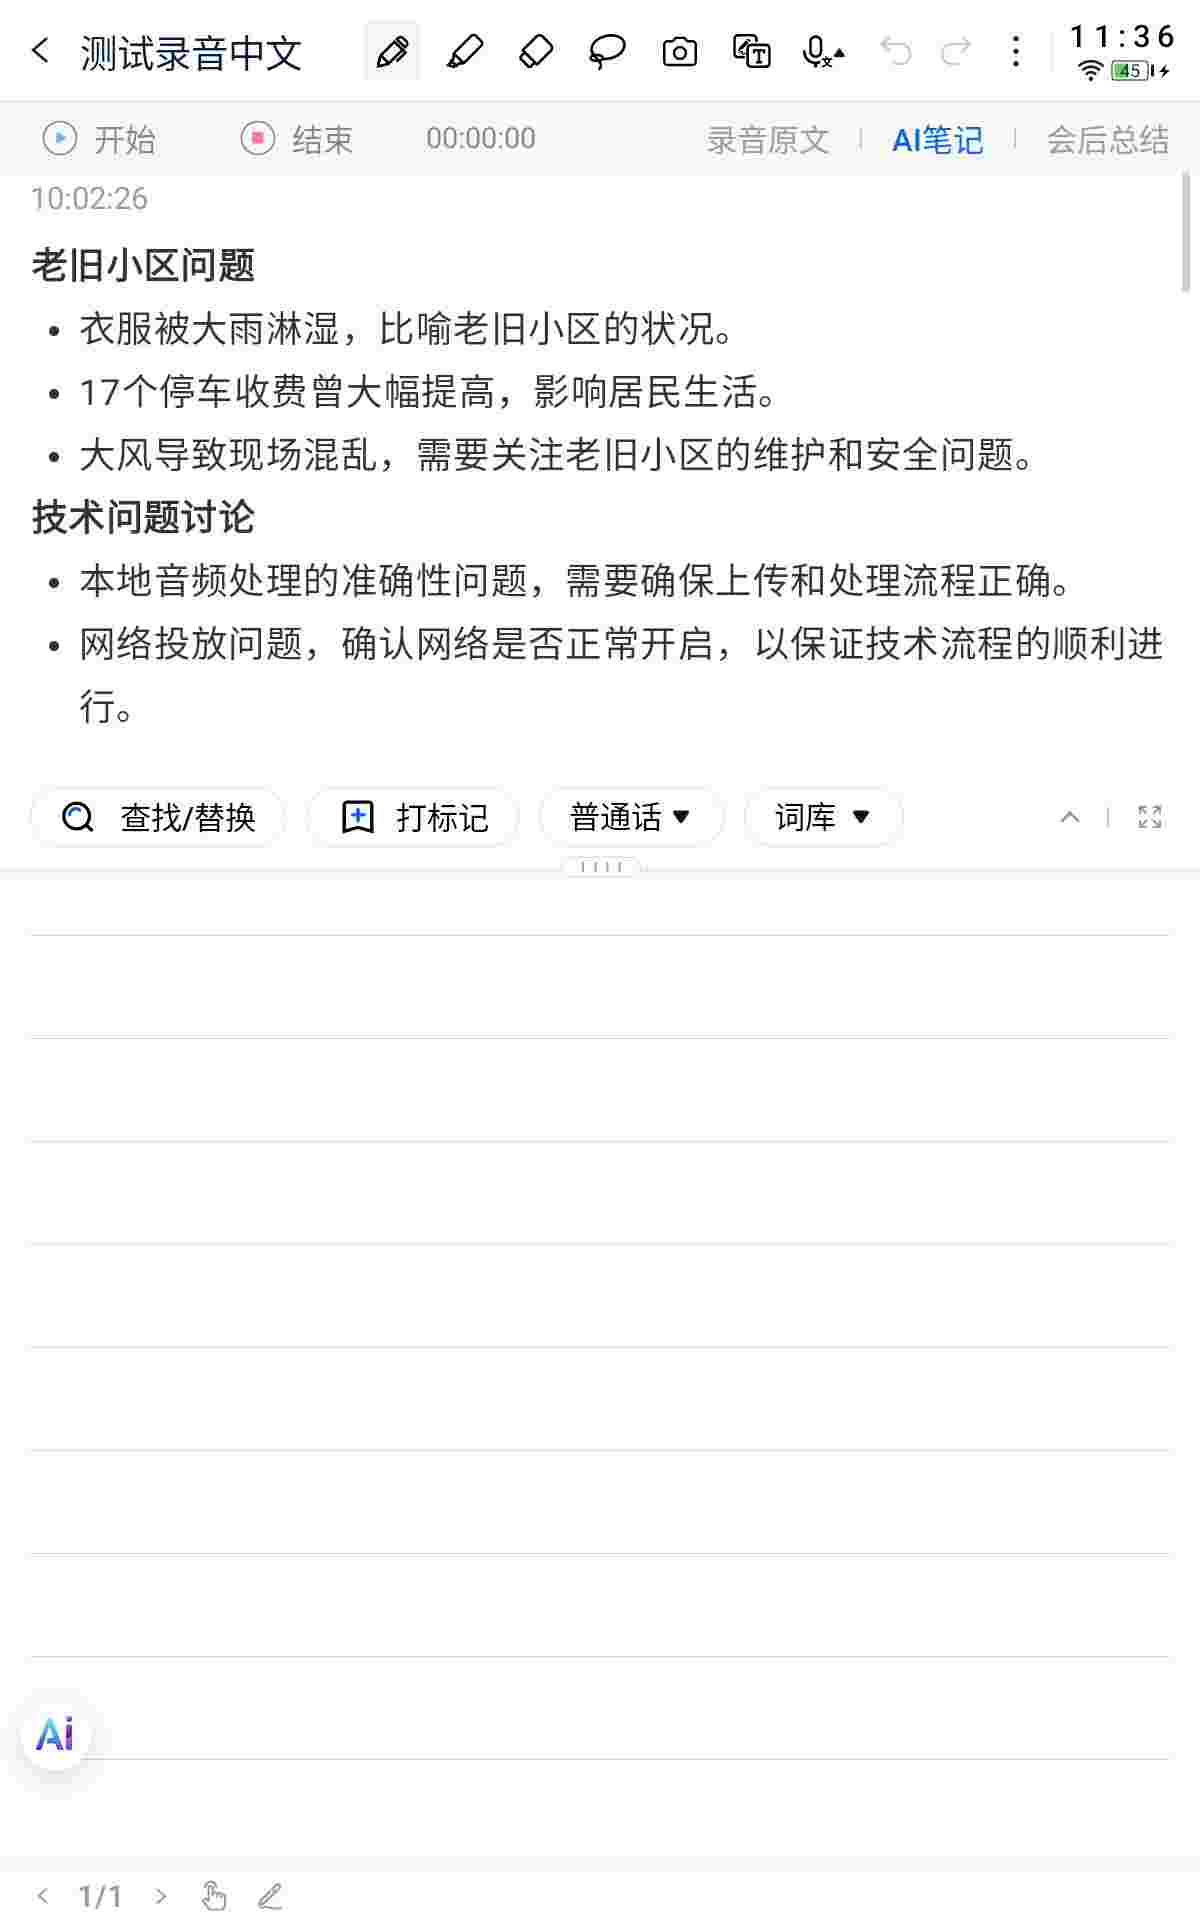 测试录音中文
11:36
45
开始
结束
00:00:00
录音原文
AI笔记
会后总结
10:02:26
老旧小区问题
• 衣服被大雨淋湿，比喻老旧小区的状况。
• 17个停车收费曾大幅提高，影响居民生活。
• 大风导致现场混乱，需要关注老旧小区的维护和安全问题。
技术问题讨论
• 本地音频处理的准确性问题，需要确保上传和处理流程正确。
• 网络投放问题，确认网络是否正常开启，以保证技术流程的顺利进
行。
查找/替换
打标记
普通话
词库
Ai
1/1